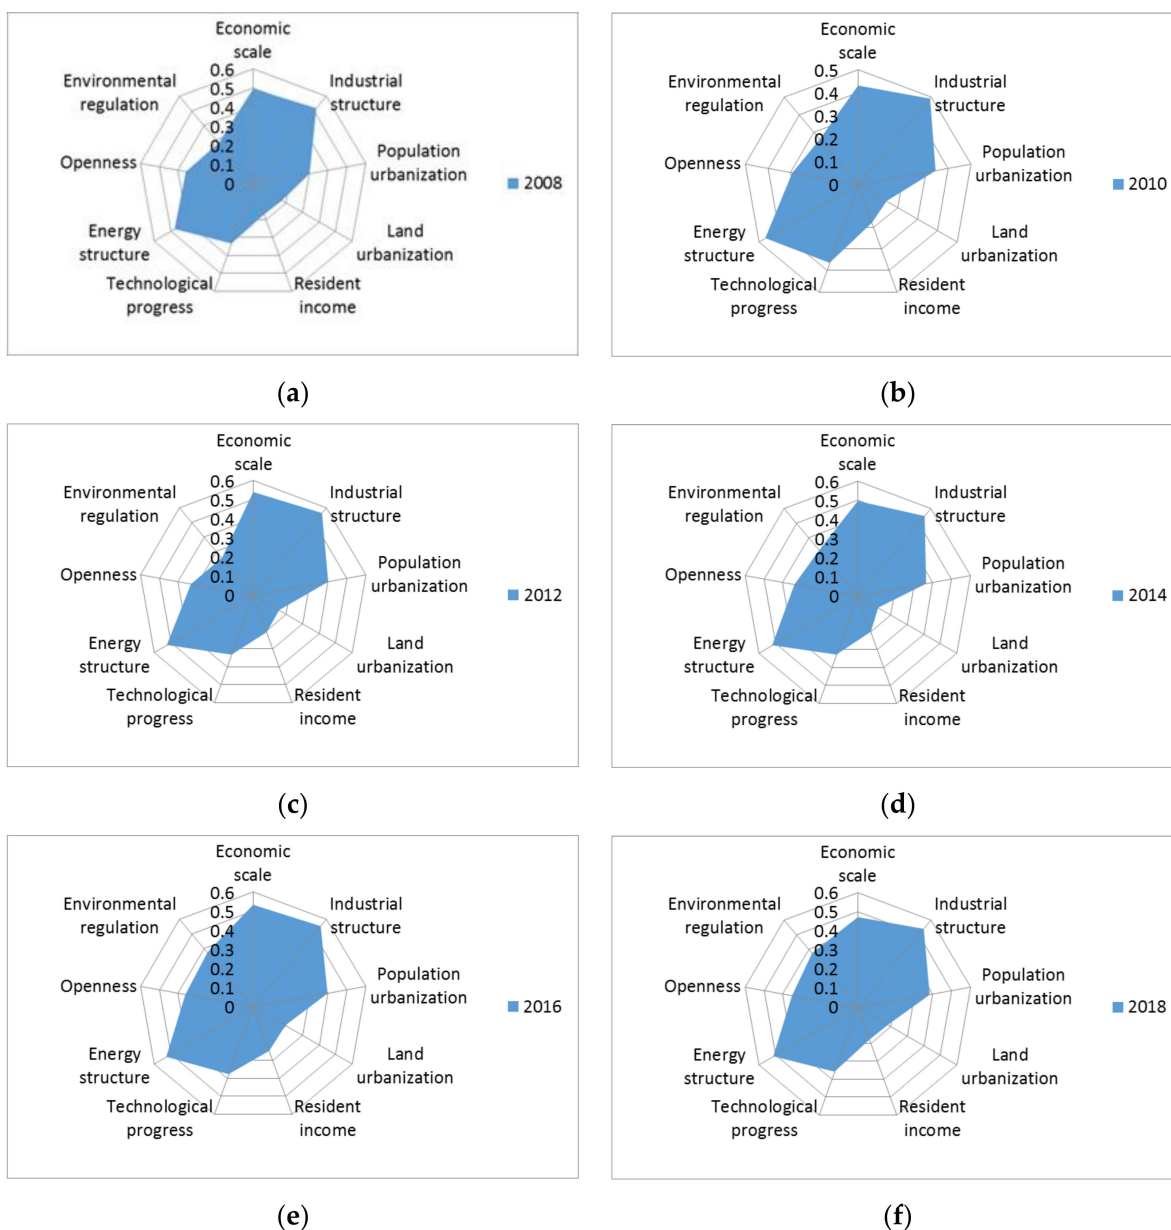 Economic
scale
Industrial
structure
Population
urbanization
Land
urbanization
Resident
income
Technological
progress
Energy
structure
Openness
Environmental
regulation
0.6
0.5
0.4
0.3
0.2
0.1
0
2008
(a)
Economic
scale
Industrial
structure
Population
urbanization
Land
urbanization
Resident
income
Technological
progress
Energy
structure
Openness
Environmental
regulation
0.5
0.4
0.3
0.2
0.1
0
2010
(b)
Economic
scale
Industrial
structure
Population
urbanization
Land
urbanization
Resident
income
Technological
progress
Energy
structure
Openness
Environmental
regulation
0.6
0.5
0.4
0.3
0.2
0.1
0
2012
(c)
Economic
scale
Industrial
structure
Population
urbanization
Land
urbanization
Resident
income
Technological
progress
Energy
structure
Openness
Environmental
regulation
0.6
0.5
0.4
0.3
0.2
0.1
0
2014
(d)
Economic
scale
Industrial
structure
Population
urbanization
Land
urbanization
Resident
income
Technological
progress
Energy
structure
Openness
Environmental
regulation
0.6
0.5
0.4
0.3
0.2
0.1
0
2016
(e)
Economic
scale
Industrial
structure
Population
urbanization
Land
urbanization
Resident
income
Technological
progress
Energy
structure
Openness
Environmental
regulation
0.6
0.5
0.4
0.3
0.2
0.1
0
2018
(f)